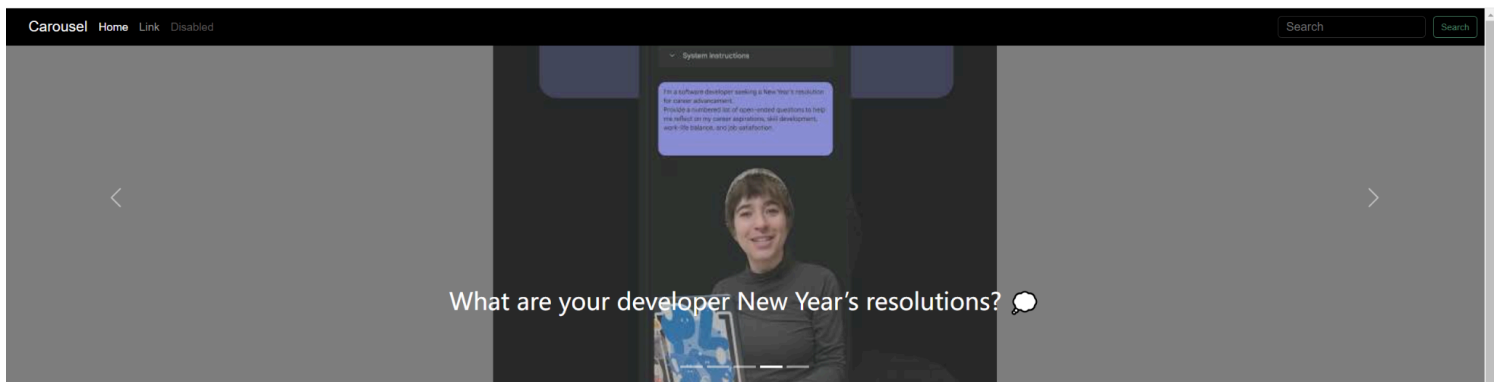 Carousel Home Link Disabled Search Search
System instructions
I'm a software developer seeking a New Year's resolution
for career advancement.
Provide a numbered list of open-ended questions to help
me reflect on my career aspirations, skill development,
work-life balance, and job satisfaction.
What are your developer New Year’s resolutions? 💭